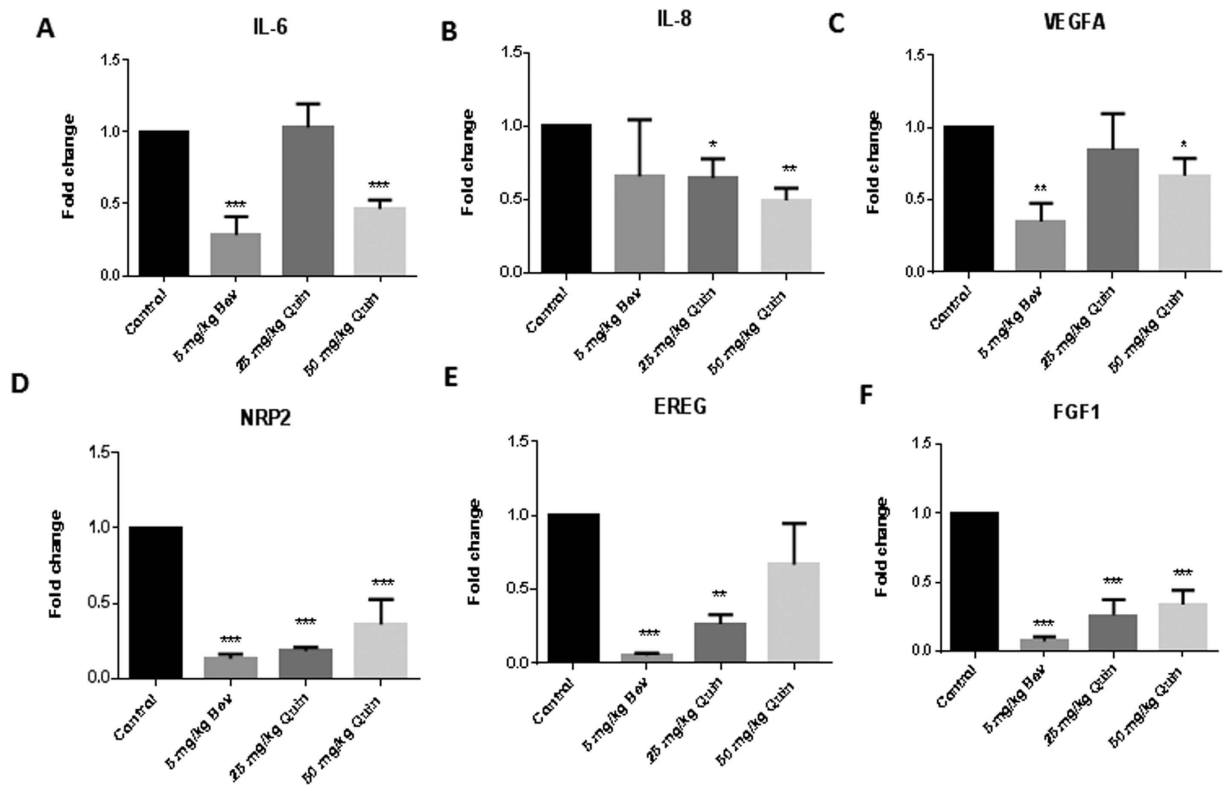 A
IL-6
Fold change
1.5
1.0
0.5
0.0
***
***
Control
5 mg/kg Bev
25 mg/kg Quin
50 mg/kg Quin
B
IL-8
Fold change
1.5
1.0
0.5
0.0
*
**
Control
5 mg/kg Bev
25 mg/kg Quin
50 mg/kg Quin
C
VEGFA
Fold change
1.5
1.0
0.5
0.0
**
*
Control
5 mg/kg Bev
25 mg/kg Quin
50 mg/kg Quin
D
NRP2
Fold change
1.5
1.0
0.5
0.0
***
***
***
Control
5 mg/kg Bev
25 mg/kg Quin
50 mg/kg Quin
E
EREG
Fold change
1.5
1.0
0.5
0.0
***
**
Control
5 mg/kg Bev
25 mg/kg Quin
50 mg/kg Quin
F
FGF1
Fold change
1.5
1.0
0.5
0.0
***
***
***
Control
5 mg/kg Bev
25 mg/kg Quin
50 mg/kg Quin